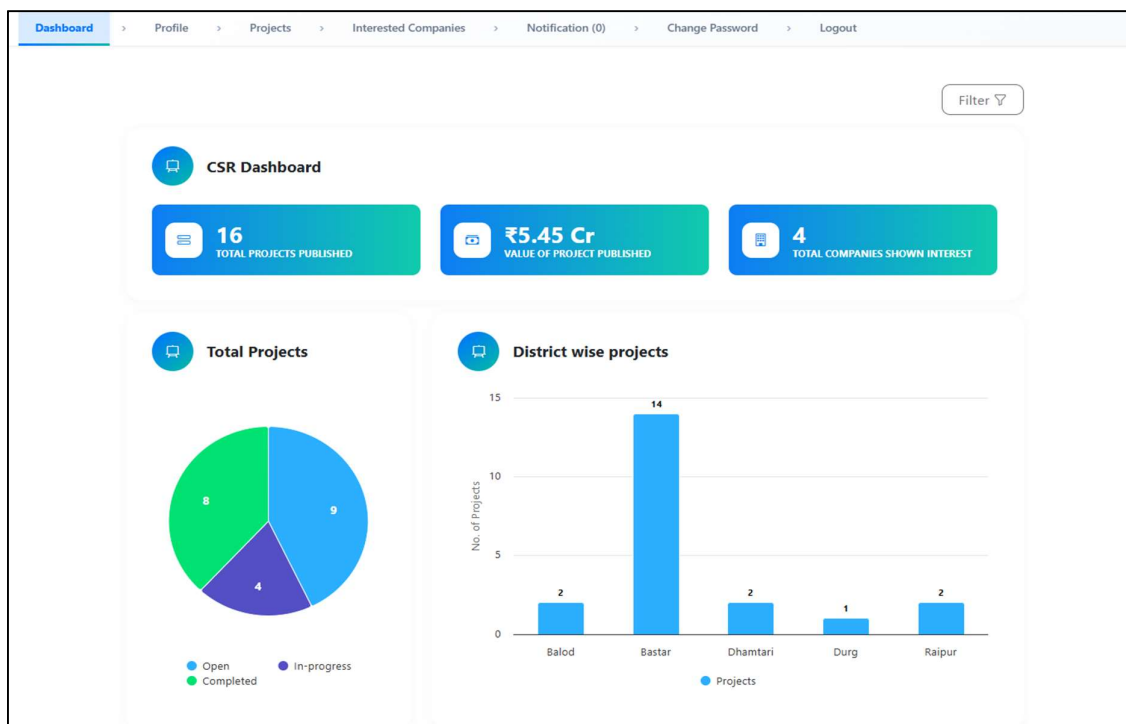 Dashboard > Profile > Projects > Interested Companies > Notification (0) > Change Password > Logout
Filter
CSR Dashboard
16
TOTAL PROJECTS PUBLISHED
₹5.45 Cr
VALUE OF PROJECT PUBLISHED
4
TOTAL COMPANIES SHOWN INTEREST
Total Projects
8
9
4
Open
In-progress
Completed
District wise projects
No. of Projects
15
10
5
0
2
14
2
1
2
Balod
Bastar
Dhamtari
Durg
Raipur
Projects